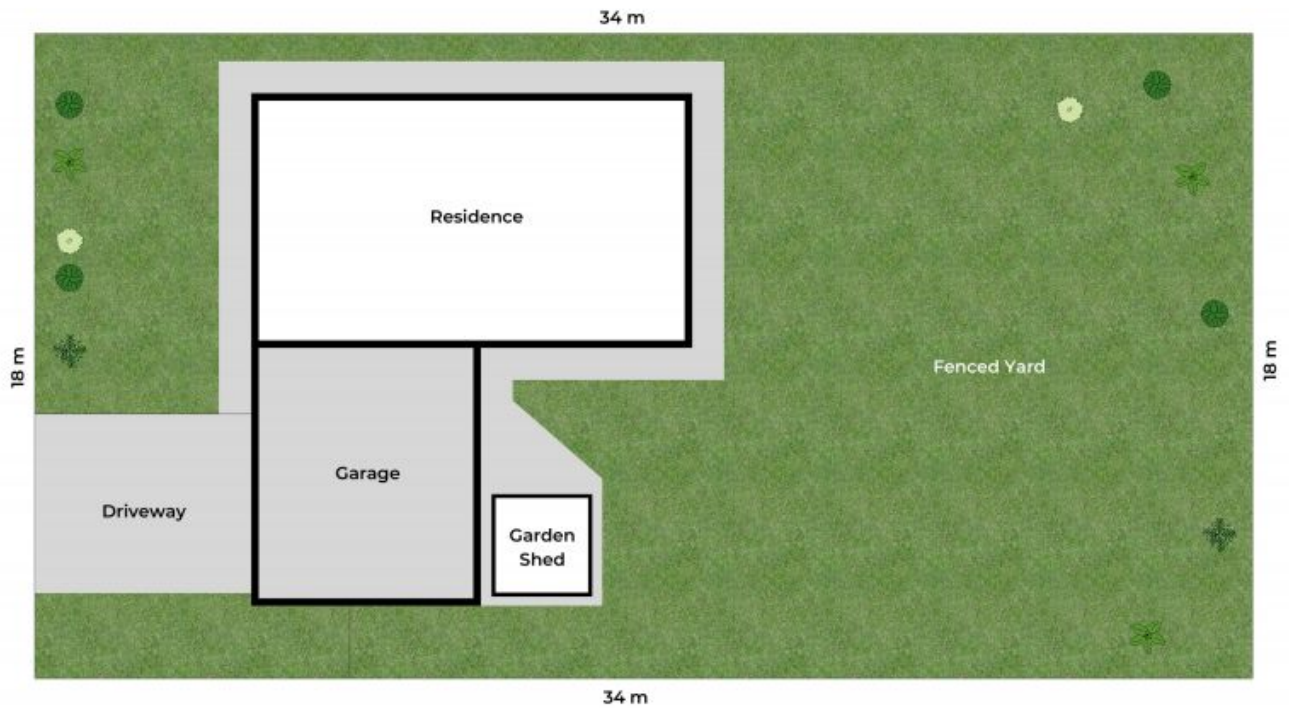 34 m
Residence
18 m
Fenced Yard
18 m
Garage
Driveway
Garden
Shed
34 m